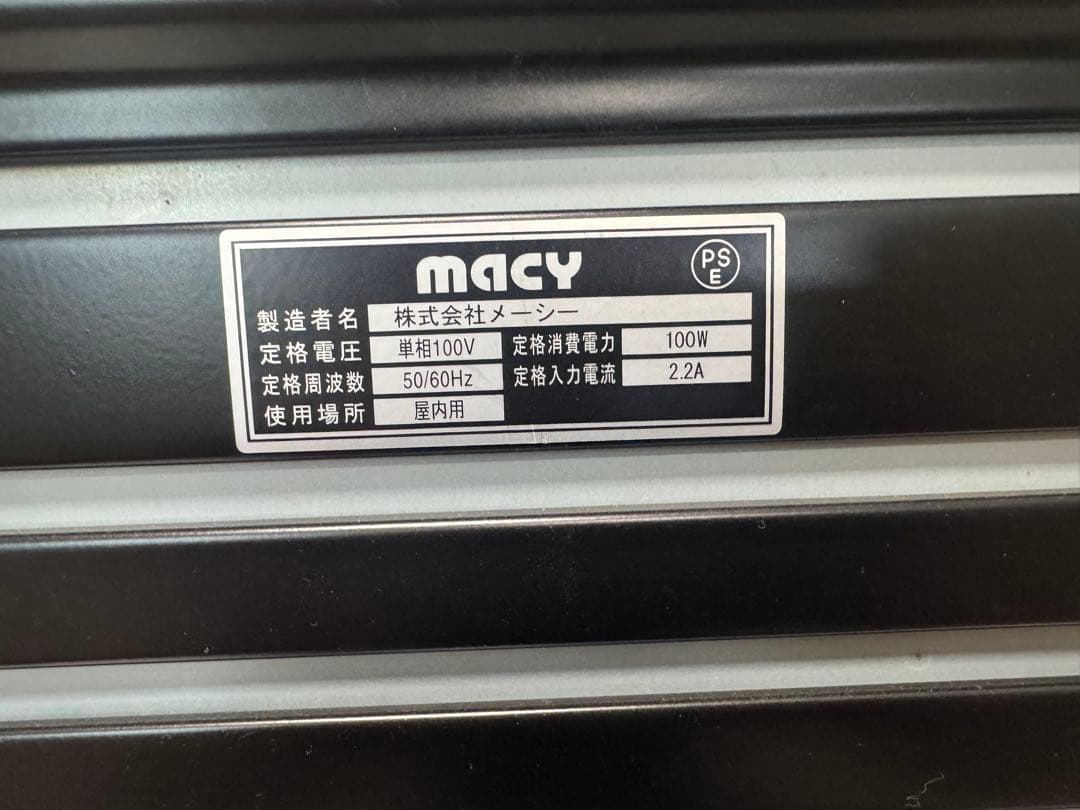 macy
PS
E
製造者名 株式会社メーシー
定格電圧 単相100V 定格消費電力 100W
定格周波数 50/60Hz 定格入力電流 2.2A
使用場所 屋内用